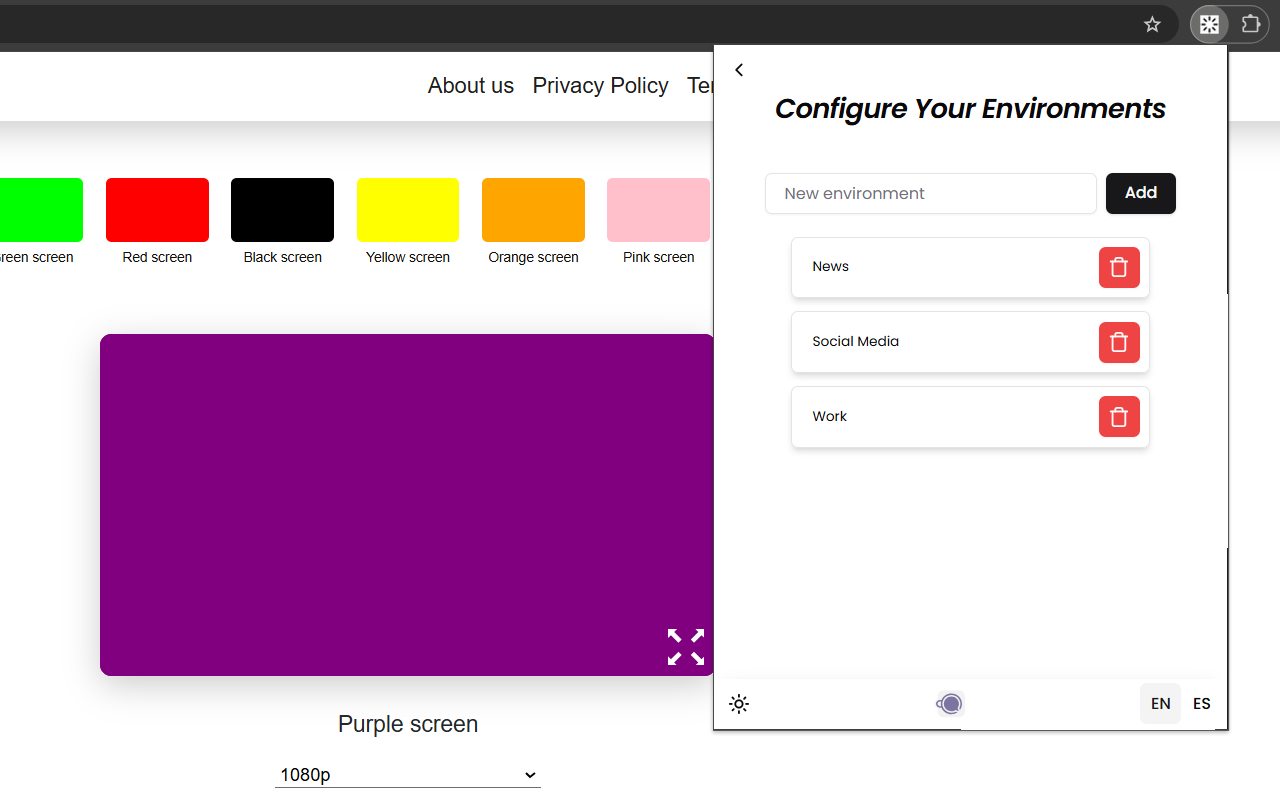 About us Privacy Policy Ter
Configure Your Environments
New environment Add
News
Social Media
Work
reen screen Red screen Black screen Yellow screen Orange screen Pink screen
Purple screen
1080p
EN ES